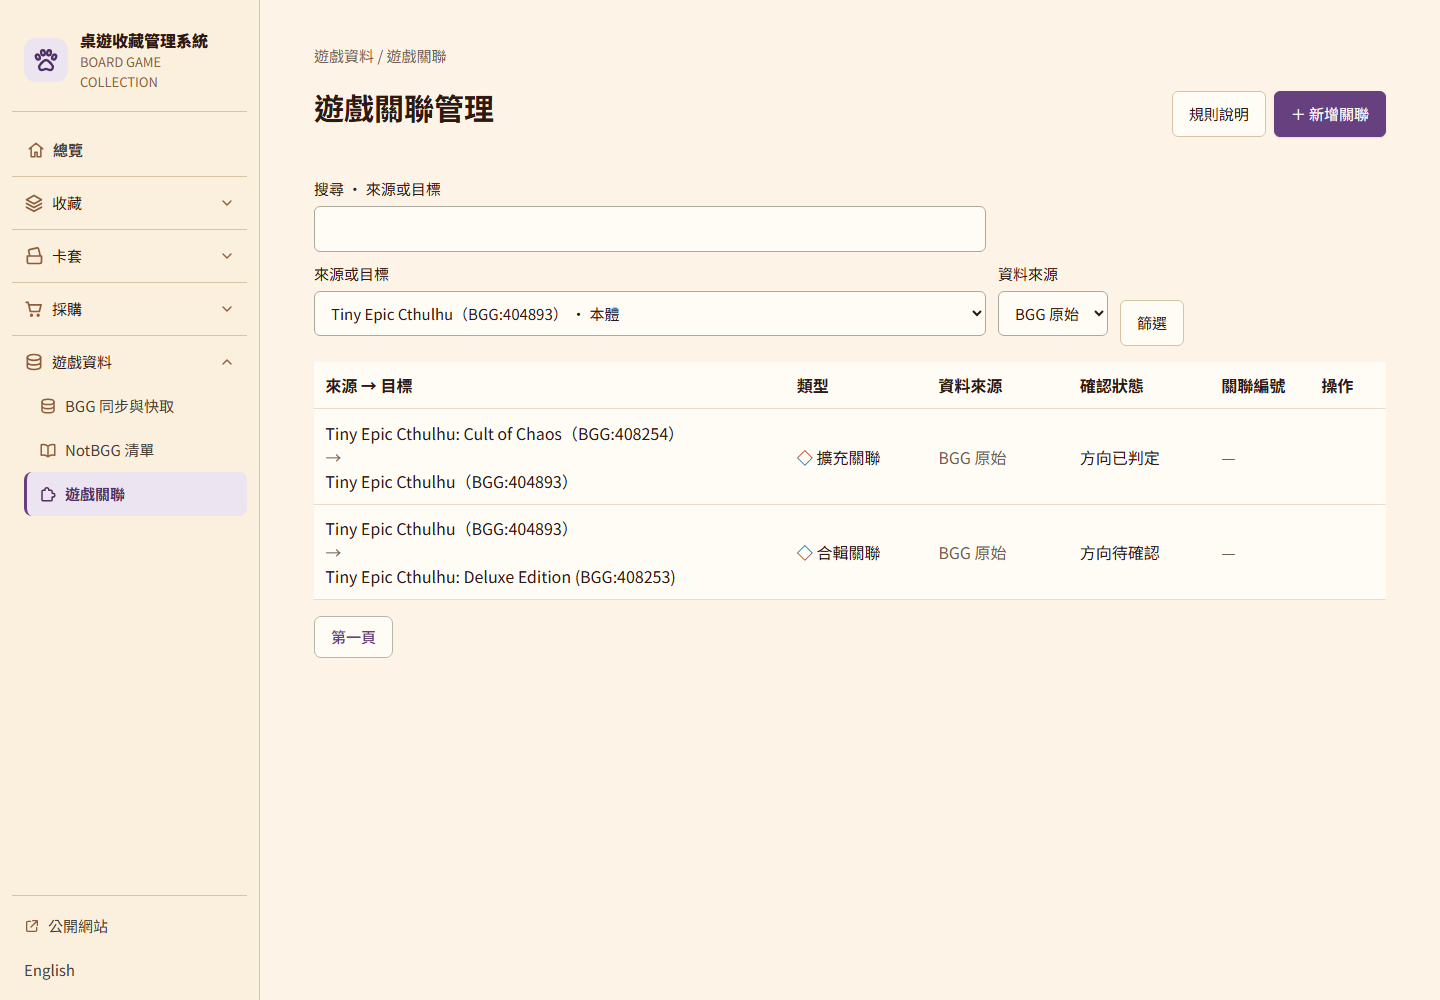 桌遊收藏管理系統
BOARD GAME
COLLECTION
總覽
收藏
卡套
採購
遊戲資料
BGG 同步與快取
NotBGG 清單
遊戲關聯
公開網站
English
遊戲資料 / 遊戲關聯
遊戲關聯管理
規則說明
＋ 新增關聯
搜尋 · 來源或目標
來源或目標
資料來源
Tiny Epic Cthulhu（BGG:404893） · 本體
BGG 原始
篩選
來源 → 目標 類型 資料來源 確認狀態 關聯編號 操作
Tiny Epic Cthulhu: Cult of Chaos（BGG:408254）
→
Tiny Epic Cthulhu（BGG:404893）
擴充關聯 BGG 原始 方向已判定 —
Tiny Epic Cthulhu（BGG:404893）
→
Tiny Epic Cthulhu: Deluxe Edition (BGG:408253)
合輯關聯 BGG 原始 方向待確認 —
第一頁